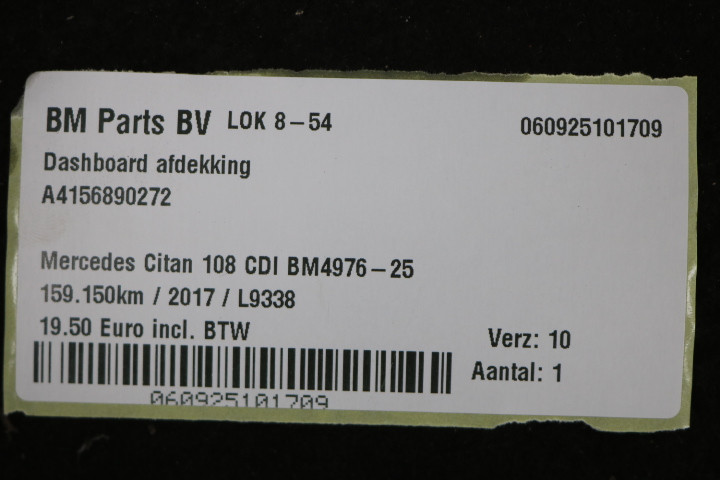 BM Parts BV LOK 8-54 060925101709
Dashboard afdekking
A4156890272
Mercedes Citan 108 CDI BM4976-25
159.150km / 2017 / L9338
19.50 Euro incl. BTW
Verz: 10
Aantal: 1
060925101709